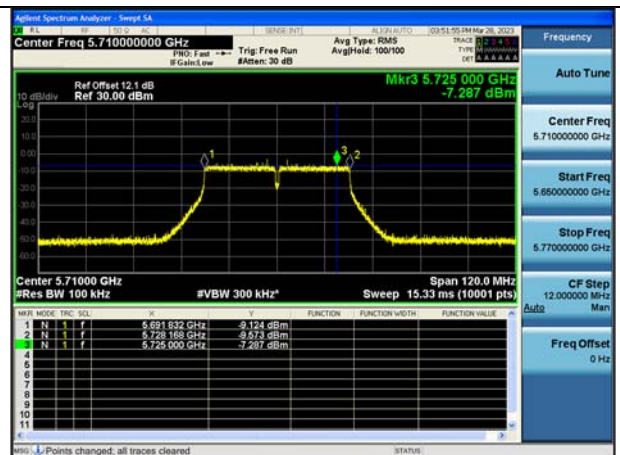 Agilent Spectrum Analyzer - Swept SA
RL RF 50 Ω AC SENSE:INT ALIGN AUTO 03:51:55 PM Mar 28, 2023
Center Freq 5.710000000 GHz
PNO: Fast Trig: Free Run
IFGain:Low #Atten: 30 dB
Avg Type: RMS
Avg|Hold: 100/100
TRACE 1 2 3 4 5 6
TYPE M
DET A A A A A A
Frequency
Auto Tune
Mkr3 5.725 000 GHz
-7.287 dBm
Ref Offset 12.1 dB
10 dB/div Ref 30.00 dBm
Log
20.0
10.0
0.00
-10.0
-20.0
-30.0
-40.0
-50.0
-60.0
1
3
2
Center Freq
5.710000000 GHz
Start Freq
5.650000000 GHz
Stop Freq
5.770000000 GHz
CF Step
12.000000 MHz
Auto Man
Freq Offset
0 Hz
Center 5.71000 GHz Span 120.0 MHz
#Res BW 100 kHz #VBW 300 kHz* Sweep 15.33 ms (10001 pts)
MKR MODE TRC SCL X Y FUNCTION FUNCTION WIDTH FUNCTION VALUE
1 N 1 f 5.691 832 GHz -9.124 dBm
2 N 1 f 5.728 168 GHz -9.573 dBm
3 N 1 f 5.725 000 GHz -7.287 dBm
4
5
6
7
8
9
10
11
MSG Points changed; all traces cleared STATUS